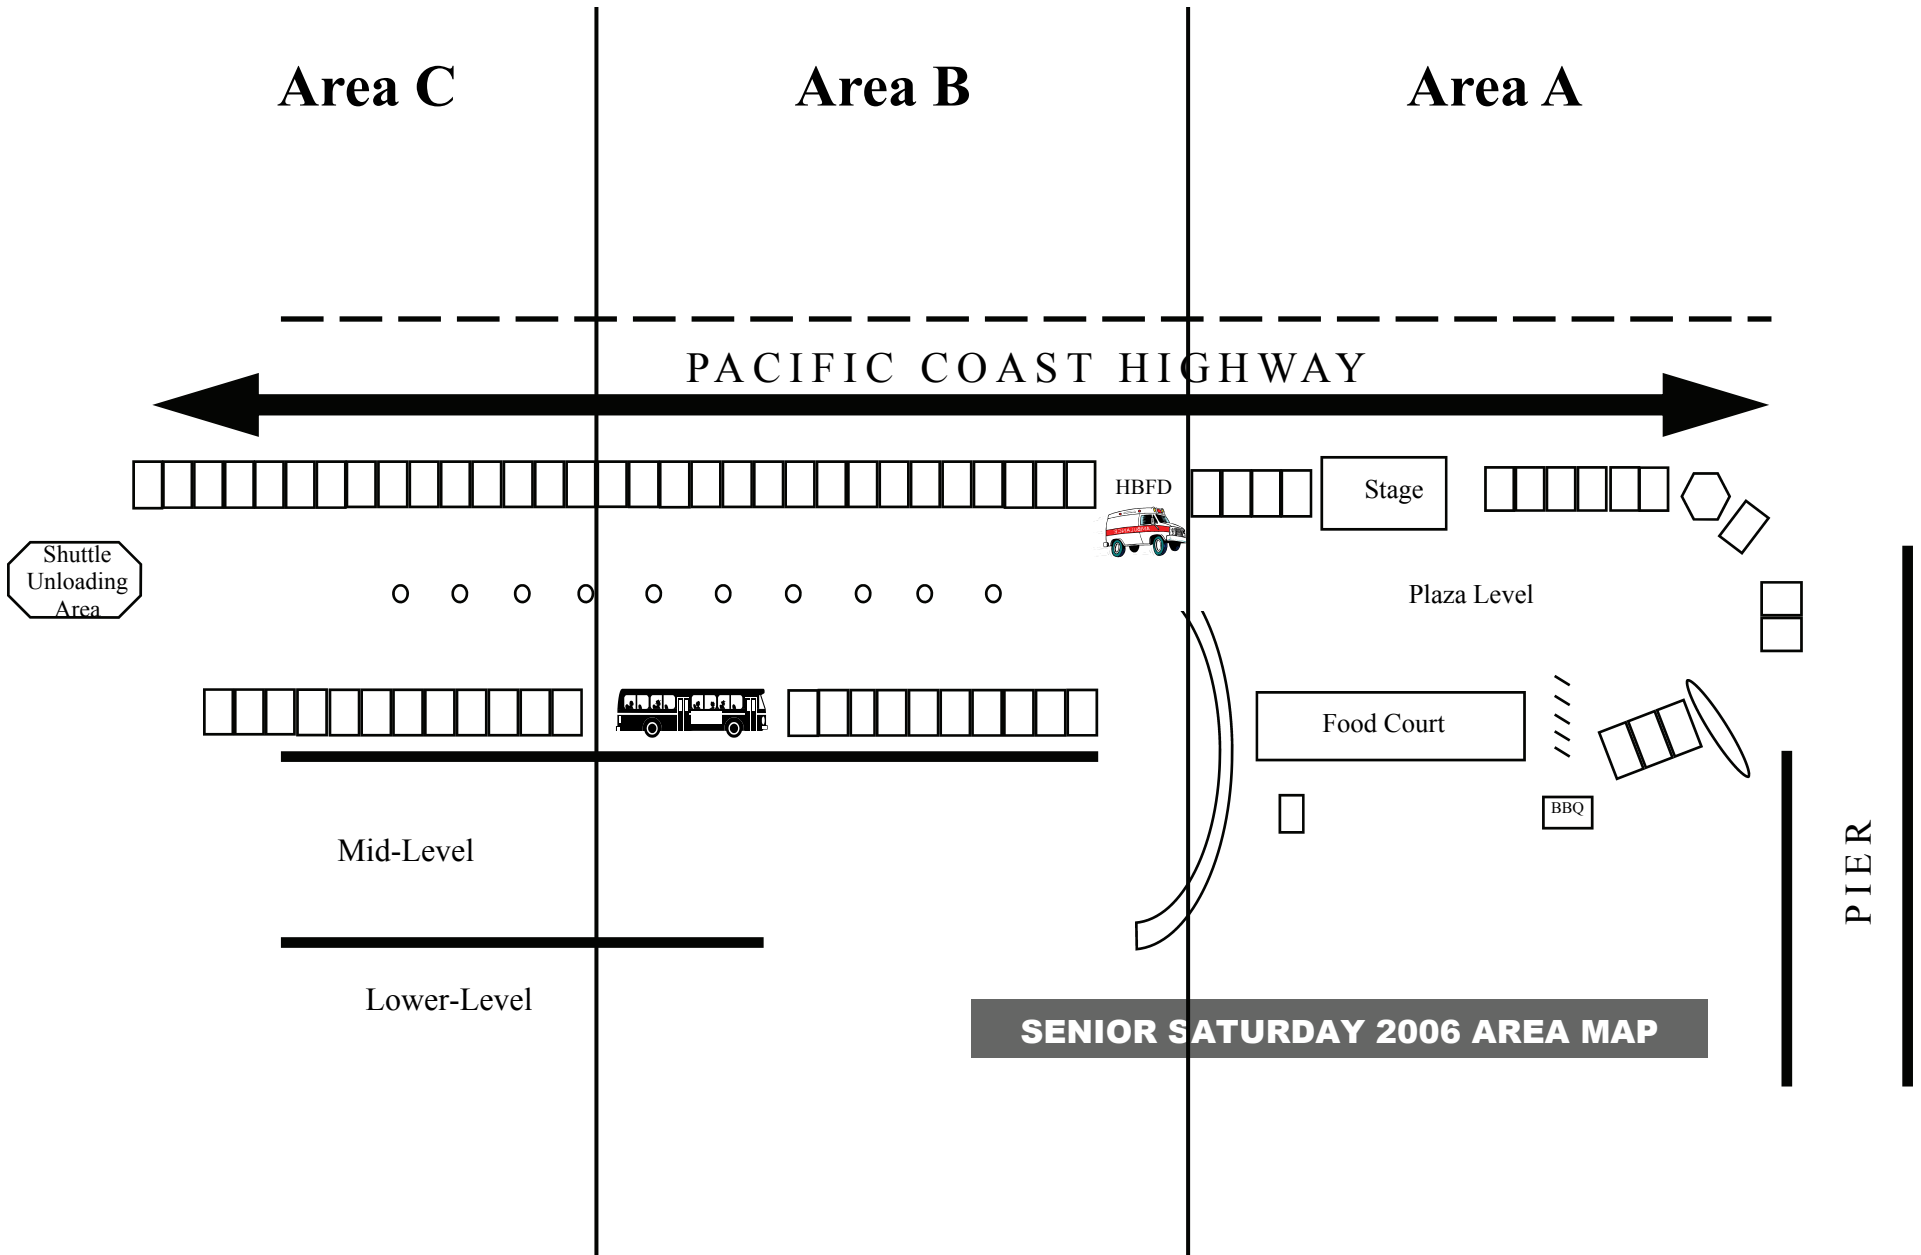 Area C
Area B
Area A
PACIFIC COAST HIGHWAY
HBFD
Stage
Shuttle
Unloading
Area
Plaza Level
Food Court
BBQ
Mid-Level
PIER
Lower-Level
SENIOR SATURDAY 2006 AREA MAP